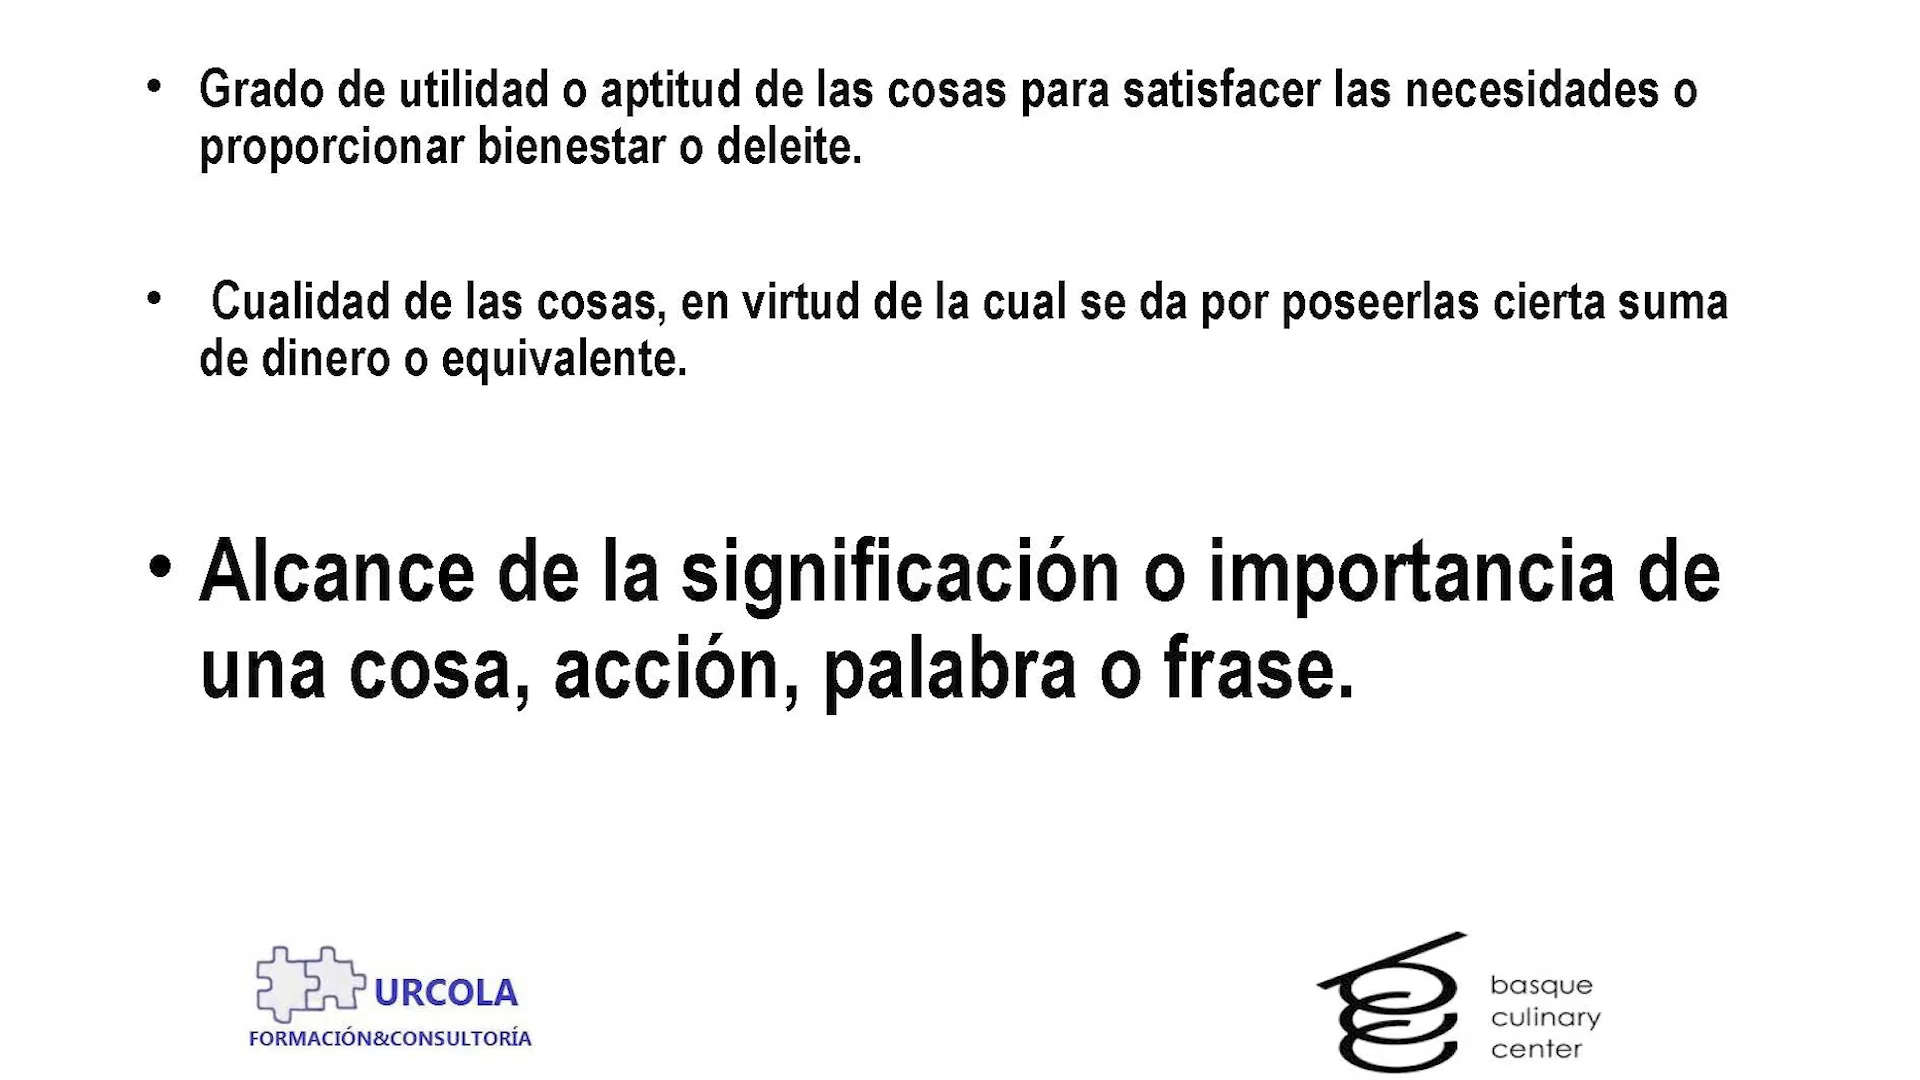 • Grado de utilidad o aptitud de las cosas para satisfacer las necesidades o
proporcionar bienestar o deleite.
• Cualidad de las cosas, en virtud de la cual se da por poseerlas cierta suma
de dinero o equivalente.
• Alcance de la significación o importancia de
una cosa, acción, palabra o frase.
URCOLA
FORMACIÓN&CONSULTORÍA
basque
culinary
center